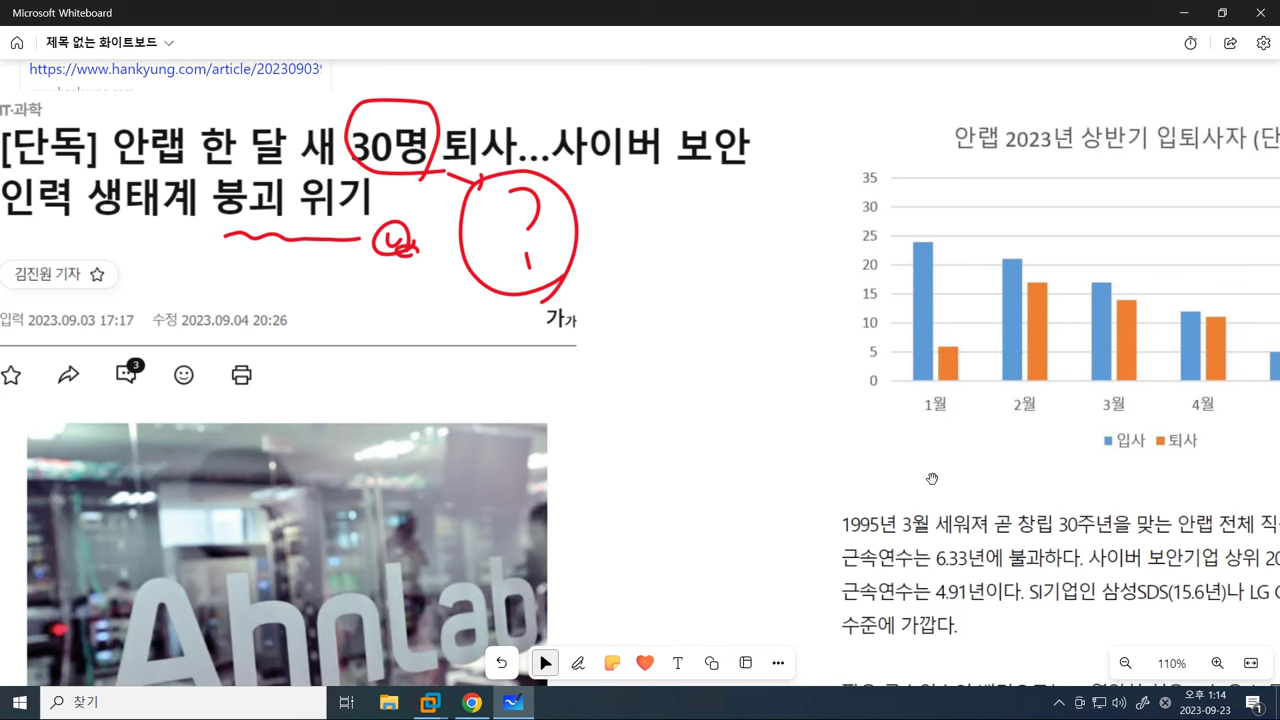 Microsoft Whiteboard
제목 없는 화이트보드
https://www.hankyung.com/article/20230903
IT·과학
[단독] 안랩 한 달 새 30명 퇴사...사이버 보안
인력 생태계 붕괴 위기
?
김진원 기자
입력 2023.09.03 17:17 수정 2023.09.04 20:26
가가
3
AhnLab
안랩 2023년 상반기 입퇴사자 (단
35
30
25
20
15
10
5
0
1월 2월 3월 4월
입사 퇴사
1995년 3월 세워져 곧 창립 30주년을 맞는 안랩 전체 직
근속연수는 6.33년에 불과하다. 사이버 보안기업 상위 20
근속연수는 4.91년이다. SI기업인 삼성SDS(15.6년)나 LG
수준에 가깝다.
110%
찾기
오후 1:14
2023-09-23
1